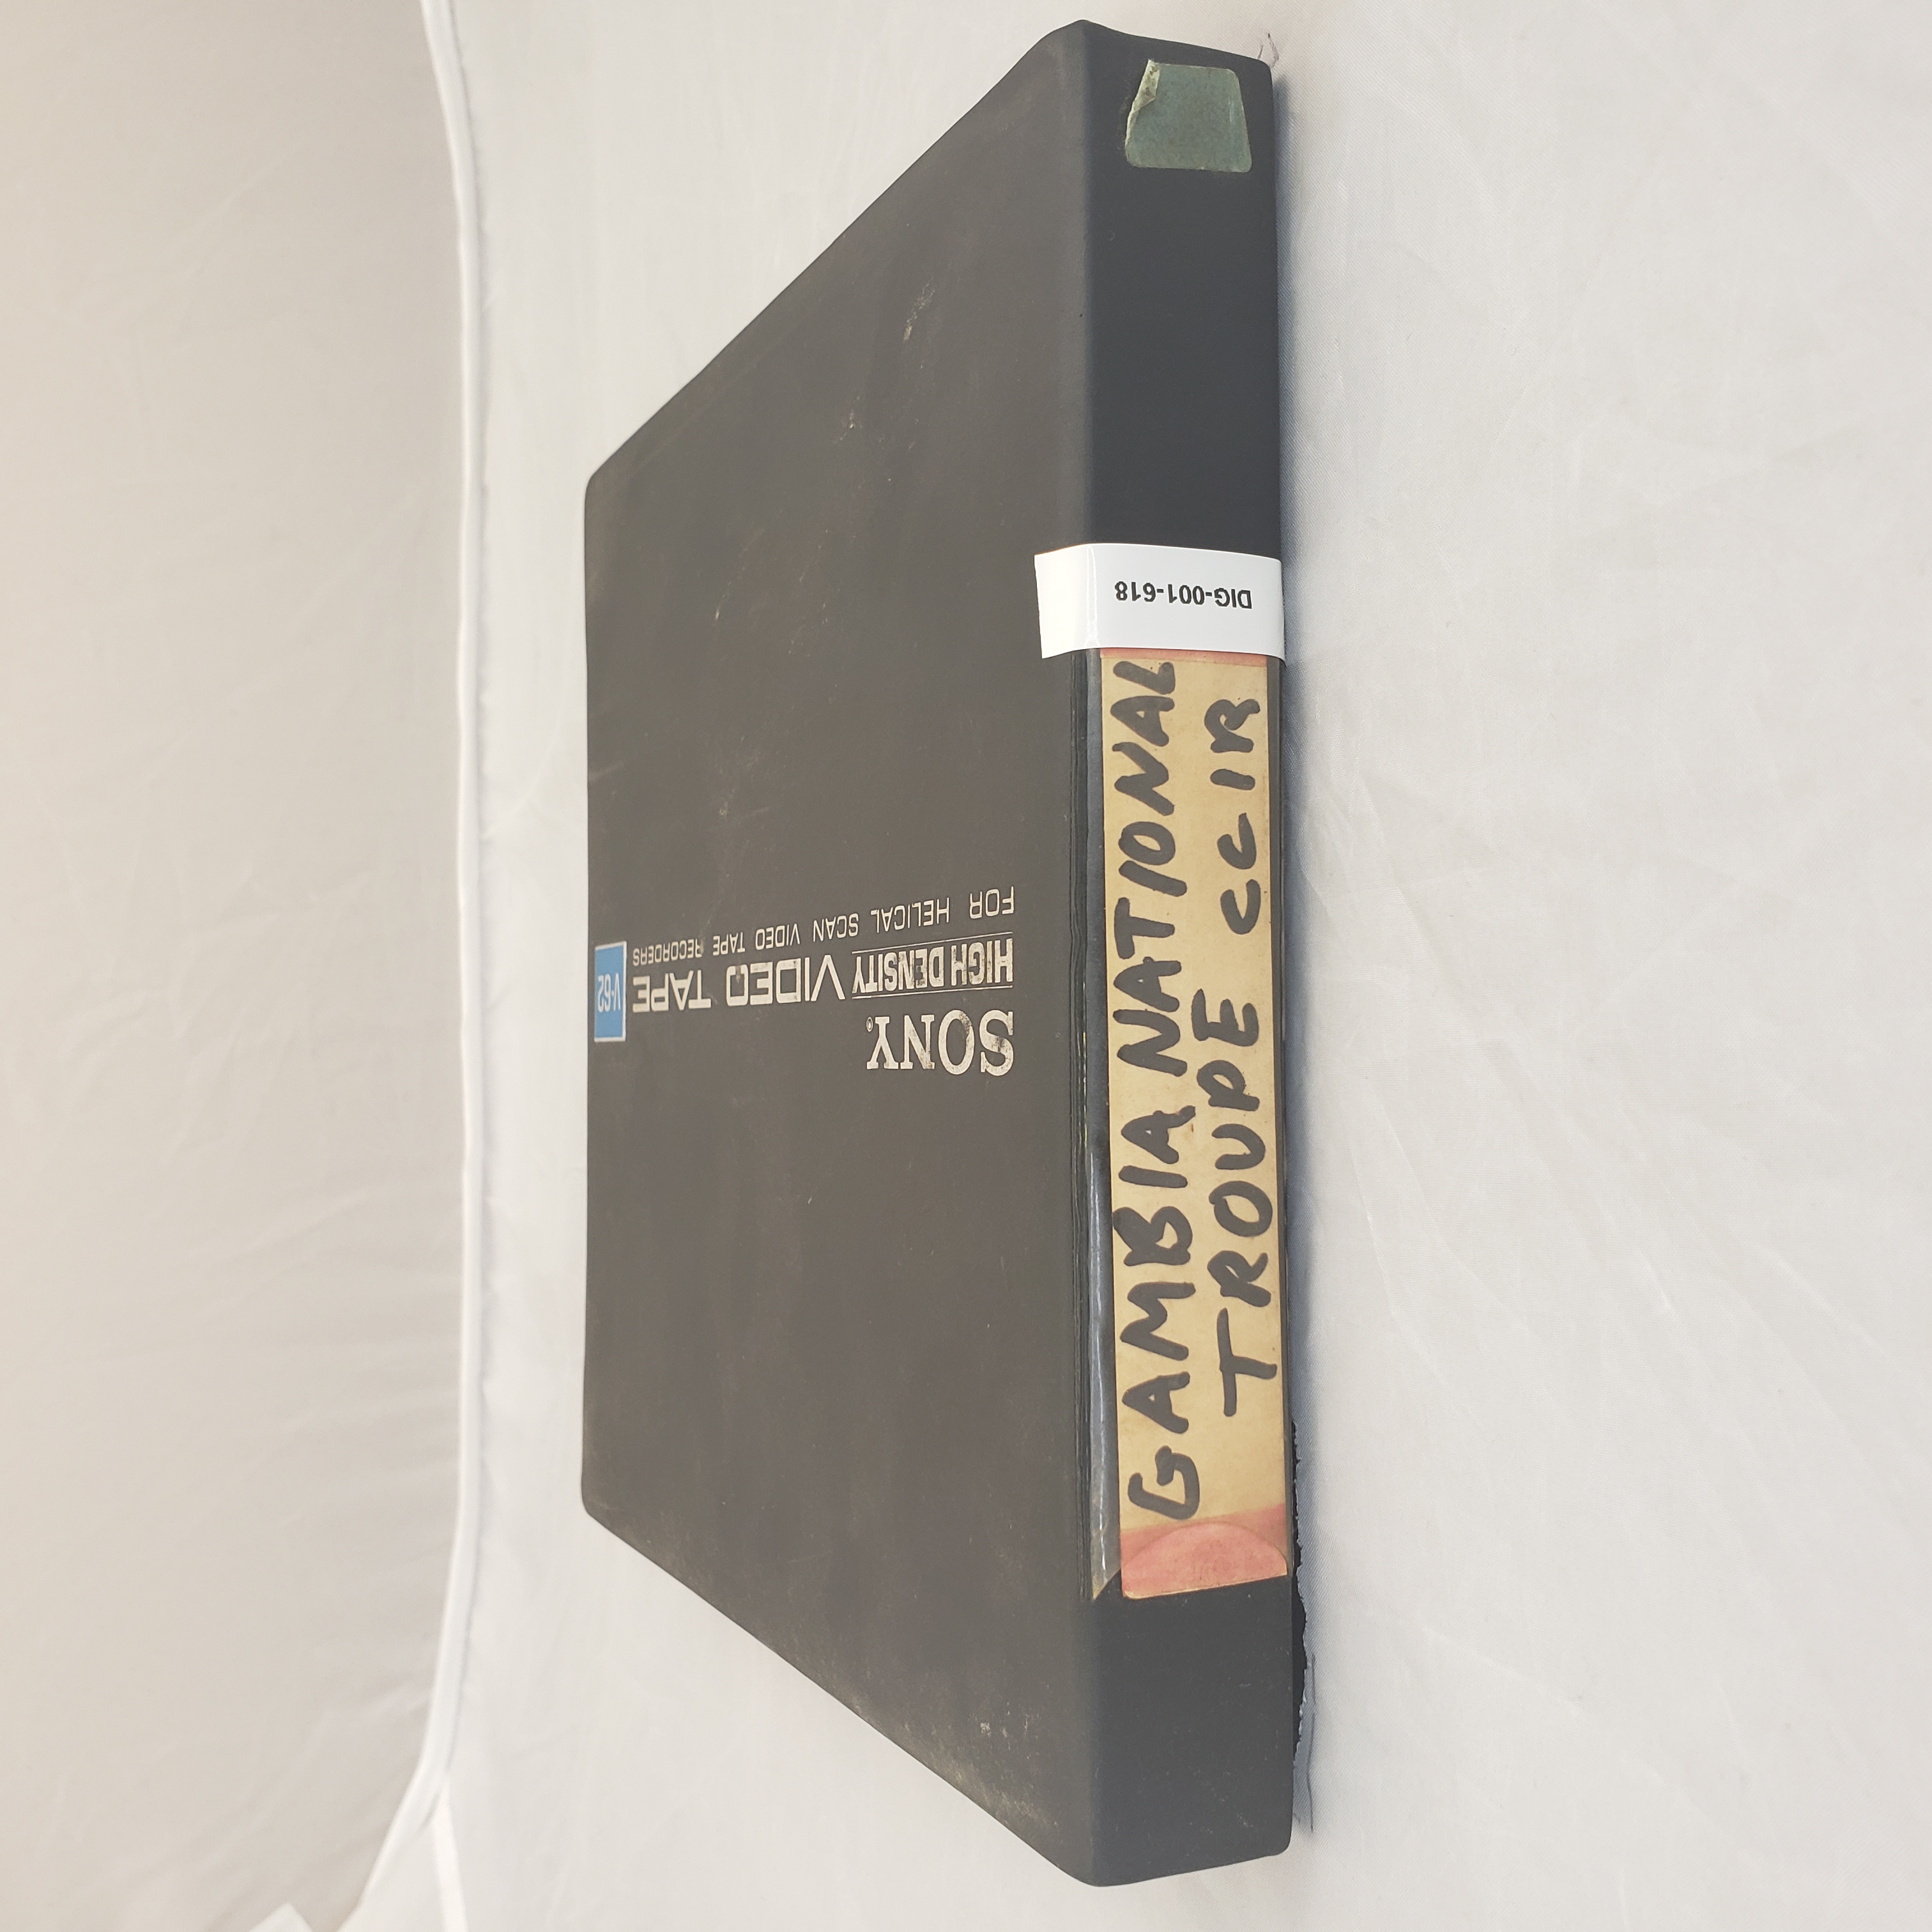 SONY®
HIGH DENSITY VIDEO TAPE
FOR HELICAL SCAN VIDEO TAPE RECORDERS
V-62
DIG-001-618
GAMBIA NATIONAL
TROUPE CCIR